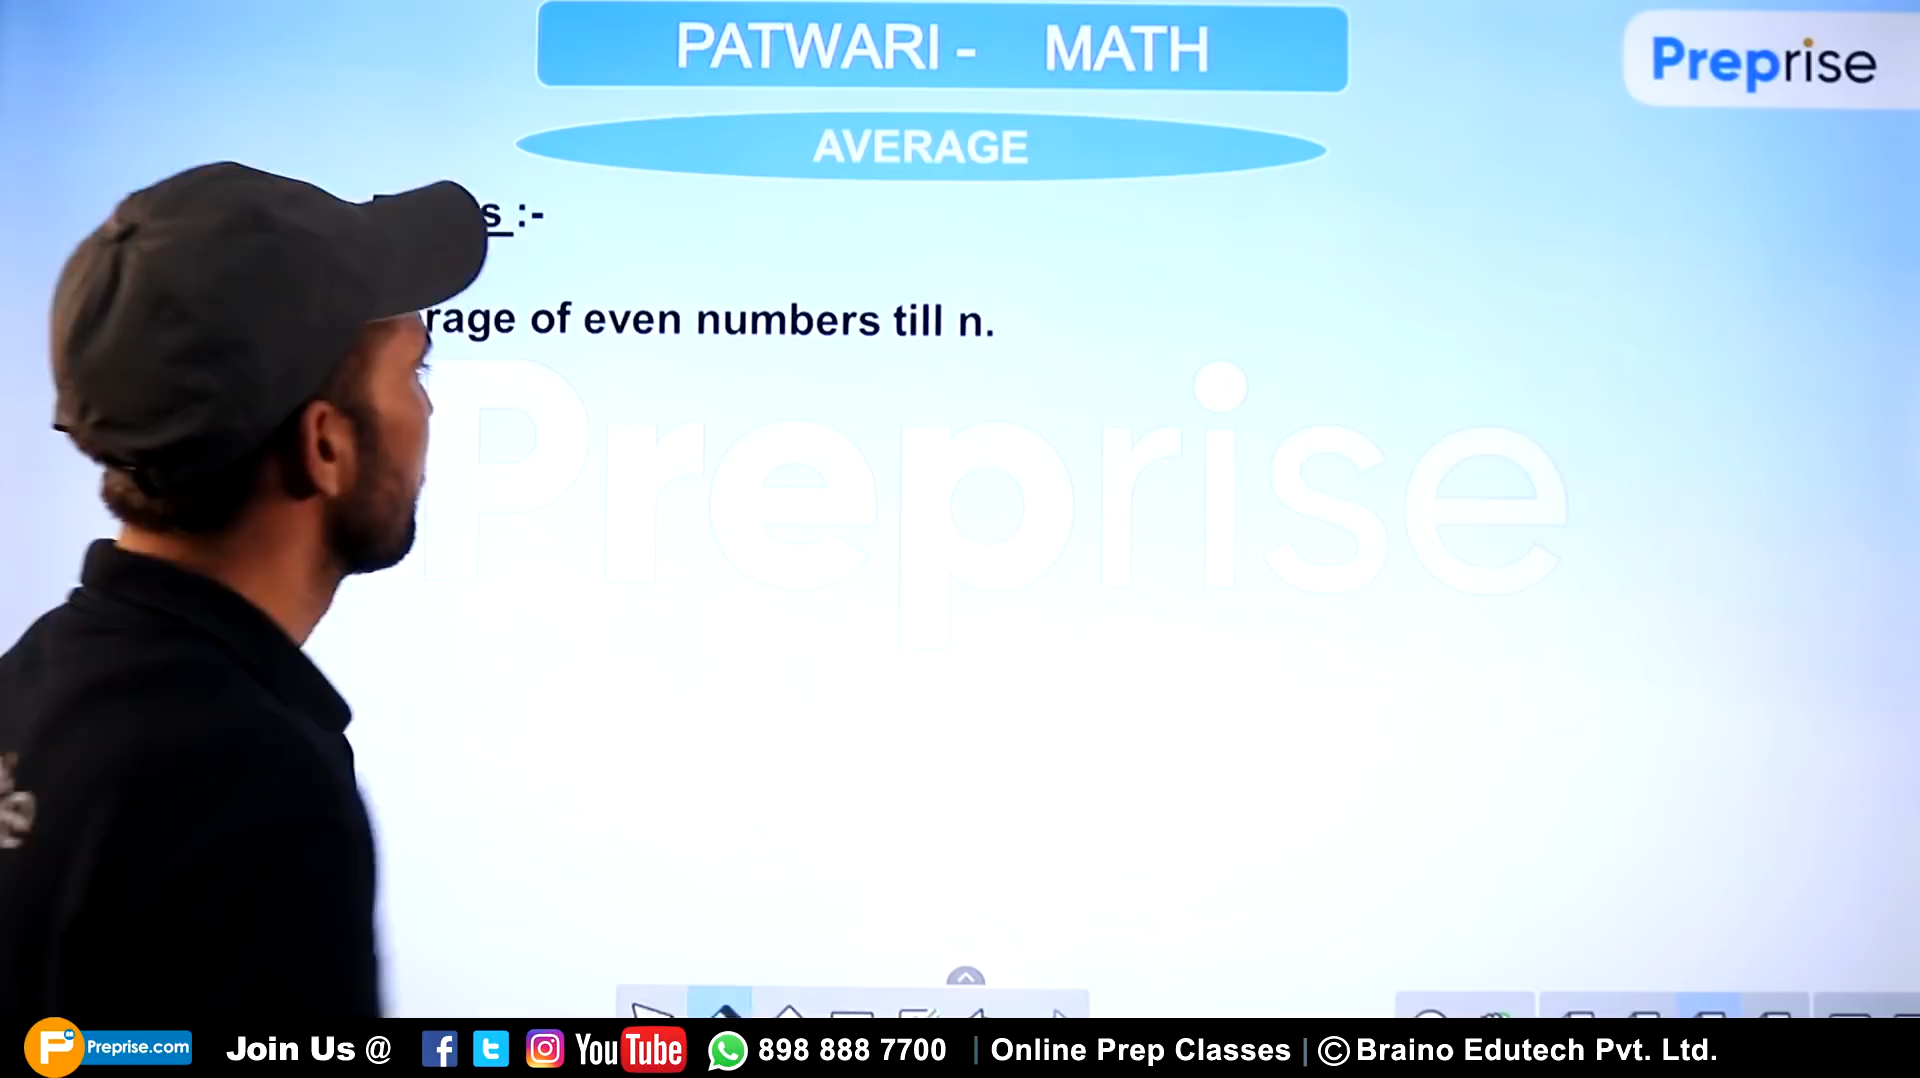 PATWARI - MATH
Preprise
AVERAGE
s :-
rage of even numbers till n.
Preprise
Preprise.com Join Us @ You Tube 898 888 7700 | Online Prep Classes | © Braino Edutech Pvt. Ltd.